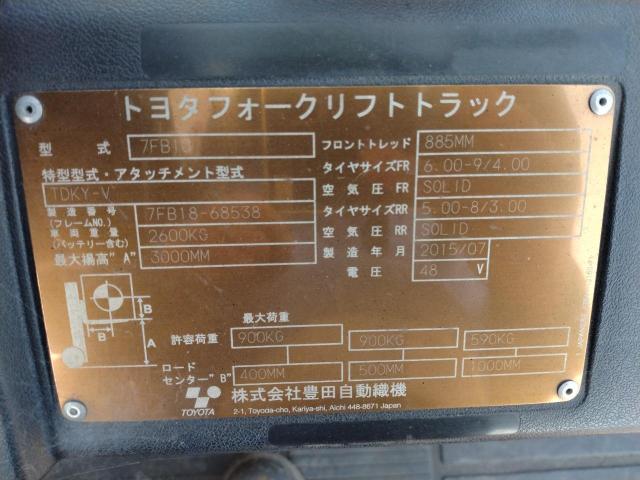 トヨタフォークリフトトラック
型式 7FB10
特型型式・アタッチメント型式
TDKY-V
製造番号(フレームNO.) 7FB18-68538
車両重量(バッテリー含む) 2600KG
最大揚高"A" 3000MM
フロントトレッド 885MM
タイヤサイズFR 6.00-9/4.00
空気圧 FR SOLID
タイヤサイズRR 5.00-8/3.00
空気圧 RR SOLID
製造年月 2015/07
電圧 48 V
B
B
A
最大荷重
許容荷重 900KG 900KG 590KG
ロードセンター"B" 400MM 500MM 1000MM
TOYOTA
株式会社豊田自動織機
2-1, Toyoda-cho, Kariya-shi, Aichi 448-8671 Japan